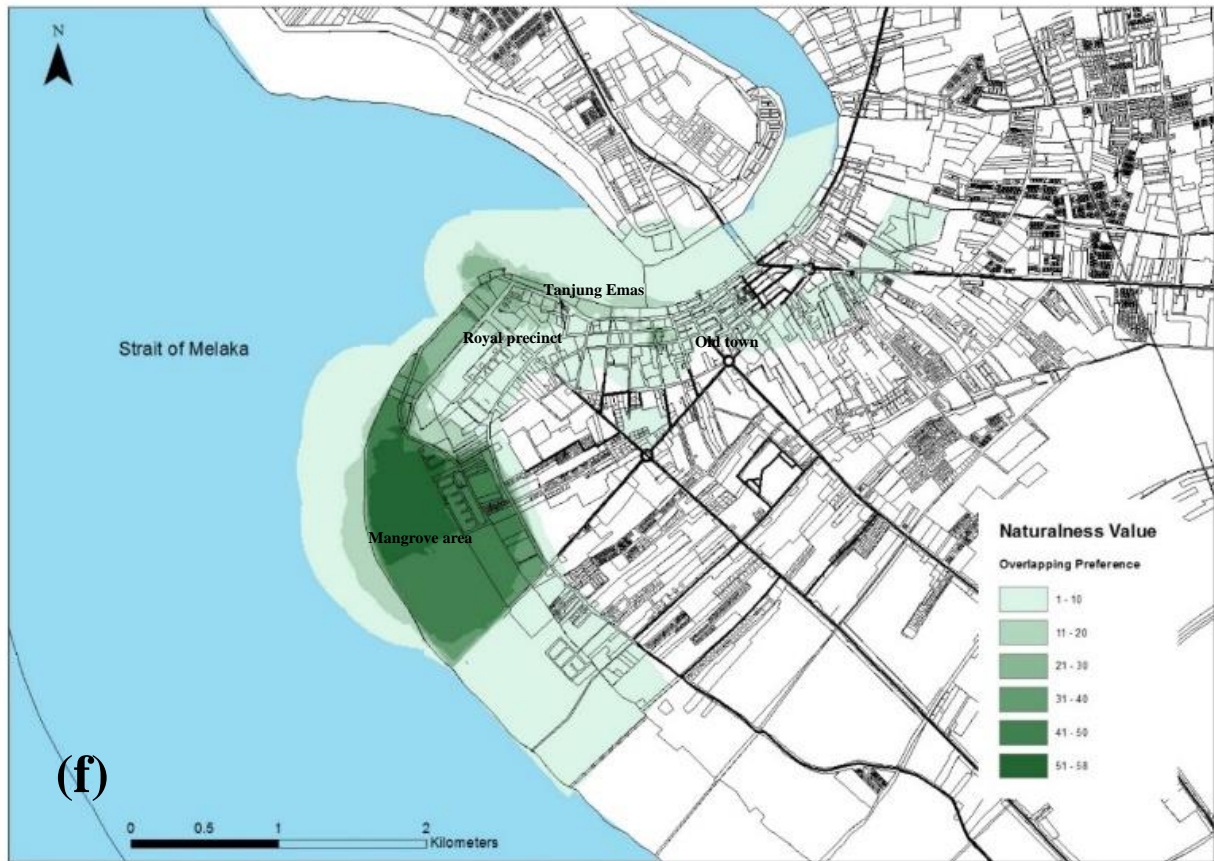 N
Tanjung Emas
Royal precinct
Old town
Strait of Melaka
Mangrove area
Naturalness Value
Overlapping Preference
1 - 10
11 - 20
21 - 30
31 - 40
41 - 50
51 - 58
(f)
0 0.5 1 2
Kilometers